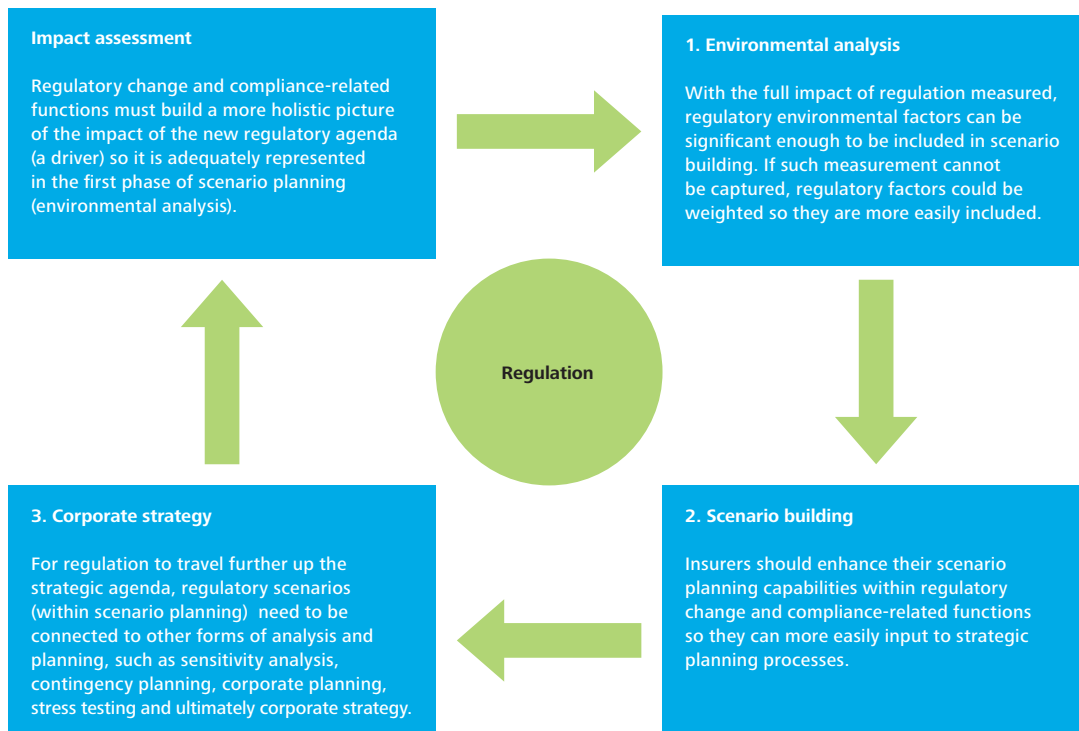 Impact assessment
Regulatory change and compliance-related
functions must build a more holistic picture
of the impact of the new regulatory agenda
(a driver) so it is adequately represented
in the first phase of scenario planning
(environmental analysis).
1. Environmental analysis
With the full impact of regulation measured,
regulatory environmental factors can be
significant enough to be included in scenario
building. If such measurement cannot
be captured, regulatory factors could be
weighted so they are more easily included.
Regulation
3. Corporate strategy
For regulation to travel further up the
strategic agenda, regulatory scenarios
(within scenario planning) need to be
connected to other forms of analysis and
planning, such as sensitivity analysis,
contingency planning, corporate planning,
stress testing and ultimately corporate strategy.
2. Scenario building
Insurers should enhance their scenario
planning capabilities within regulatory
change and compliance-related functions
so they can more easily input to strategic
planning processes.